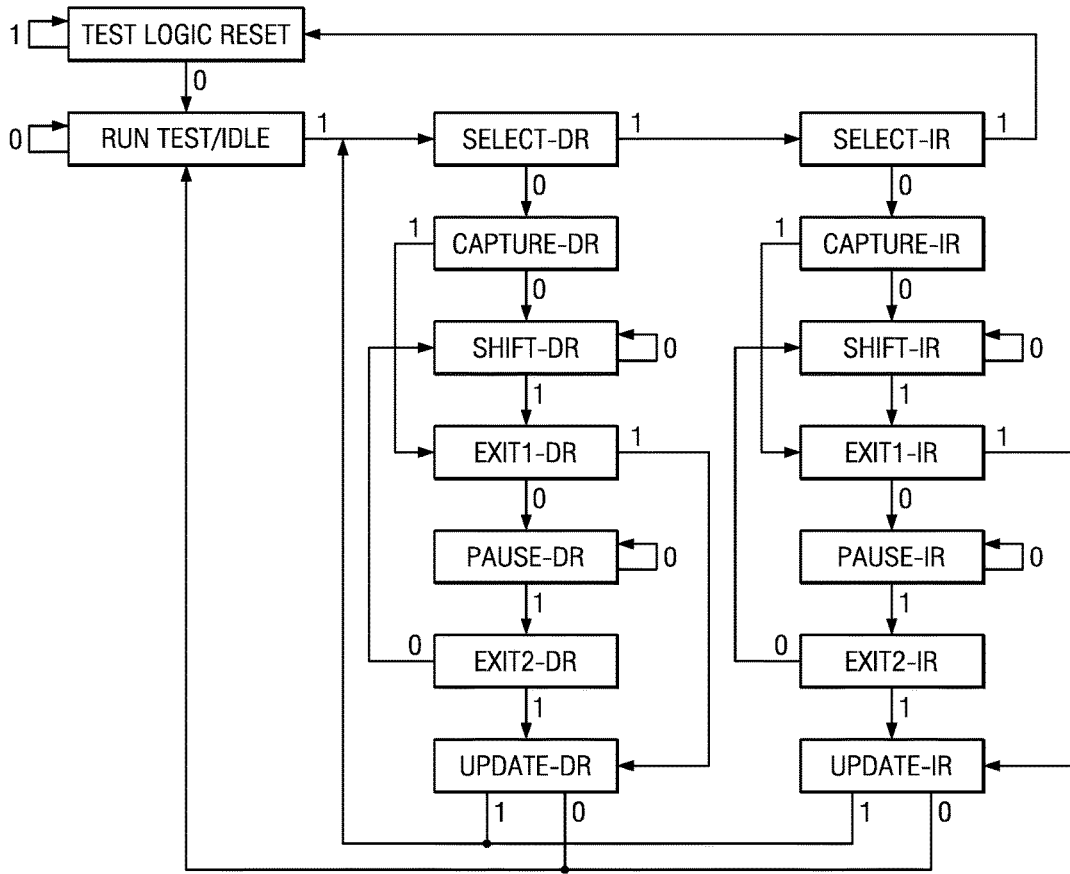 1 TEST LOGIC RESET
0
0 RUN TEST/IDLE 1 SELECT-DR 1 SELECT-IR 1
0 0
1 CAPTURE-DR 1 CAPTURE-IR
0 0
SHIFT-DR 0 SHIFT-IR 0
1 1
EXIT1-DR 1 EXIT1-IR 1
0 0
PAUSE-DR 0 PAUSE-IR 0
1 1
0 EXIT2-DR 0 EXIT2-IR
1 1
UPDATE-DR UPDATE-IR
1 0 1 0